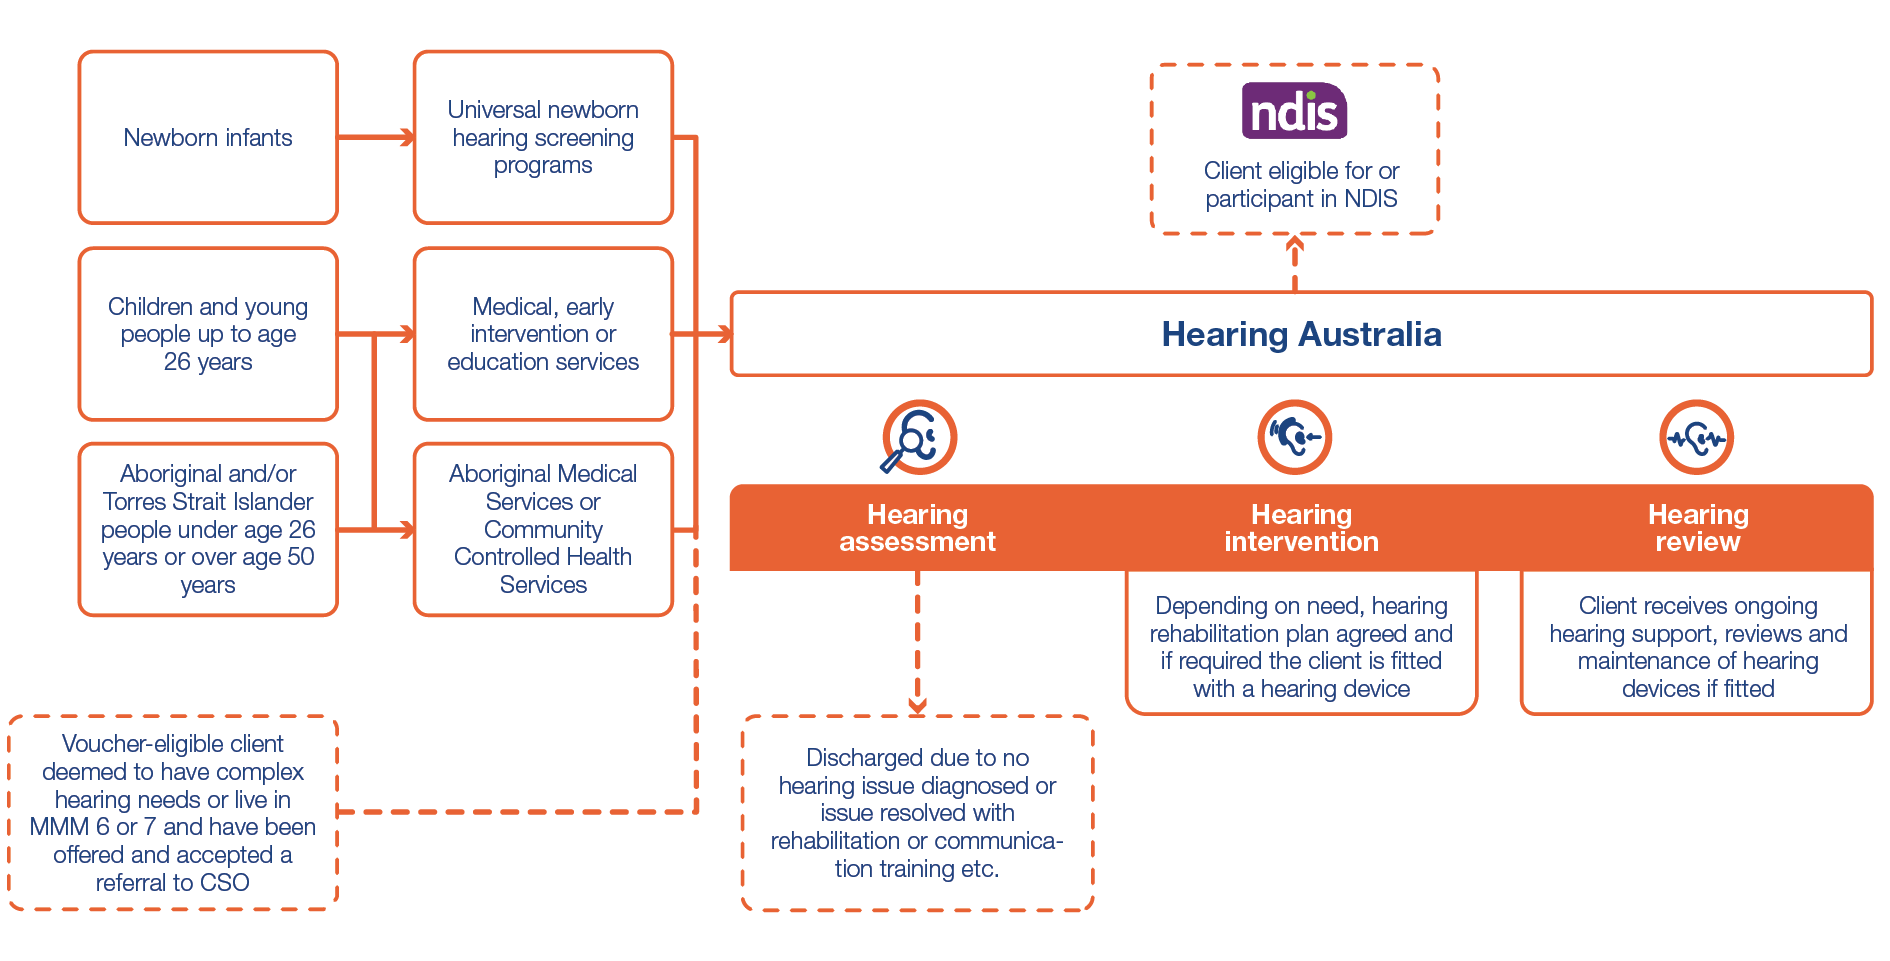 Newborn infants
Universal newborn
hearing screening
programs
Children and young
people up to age
26 years
Medical, early
intervention or
education services
Aboriginal and/or
Torres Strait Islander
people under age 26
years or over age 50
years
Aboriginal Medical
Services or
Community
Controlled Health
Services
Voucher-eligible client
deemed to have complex
hearing needs or live in
MMM 6 or 7 and have been
offered and accepted a
referral to CSO
ndis
Client eligible for or
participant in NDIS
Hearing Australia
Hearing
assessment
Discharged due to no
hearing issue diagnosed or
issue resolved with
rehabilitation or communica-
tion training etc.
Hearing
intervention
Depending on need, hearing
rehabilitation plan agreed and
if required the client is fitted
with a hearing device
Hearing
review
Client receives ongoing
hearing support, reviews and
maintenance of hearing
devices if fitted